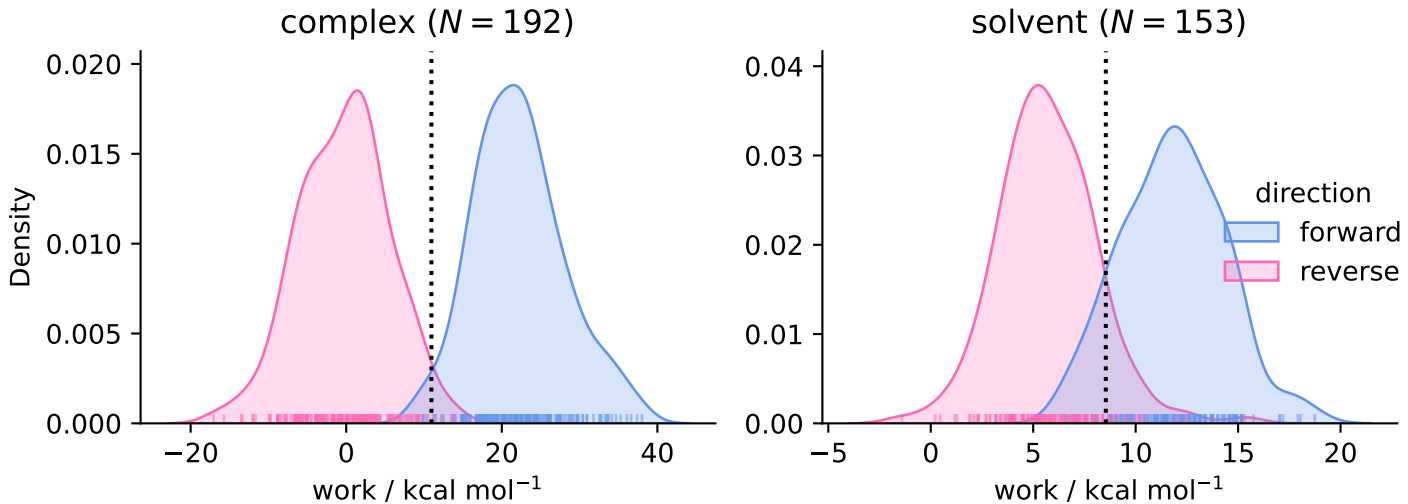 complex (N = 192)
0.020
0.015
0.010
0.005
0.000
Density
−20
0
20
40
work / kcal mol⁻¹
solvent (N = 153)
0.04
0.03
0.02
0.01
0.00
−5
0
5
10
15
20
work / kcal mol⁻¹
direction
forward
reverse